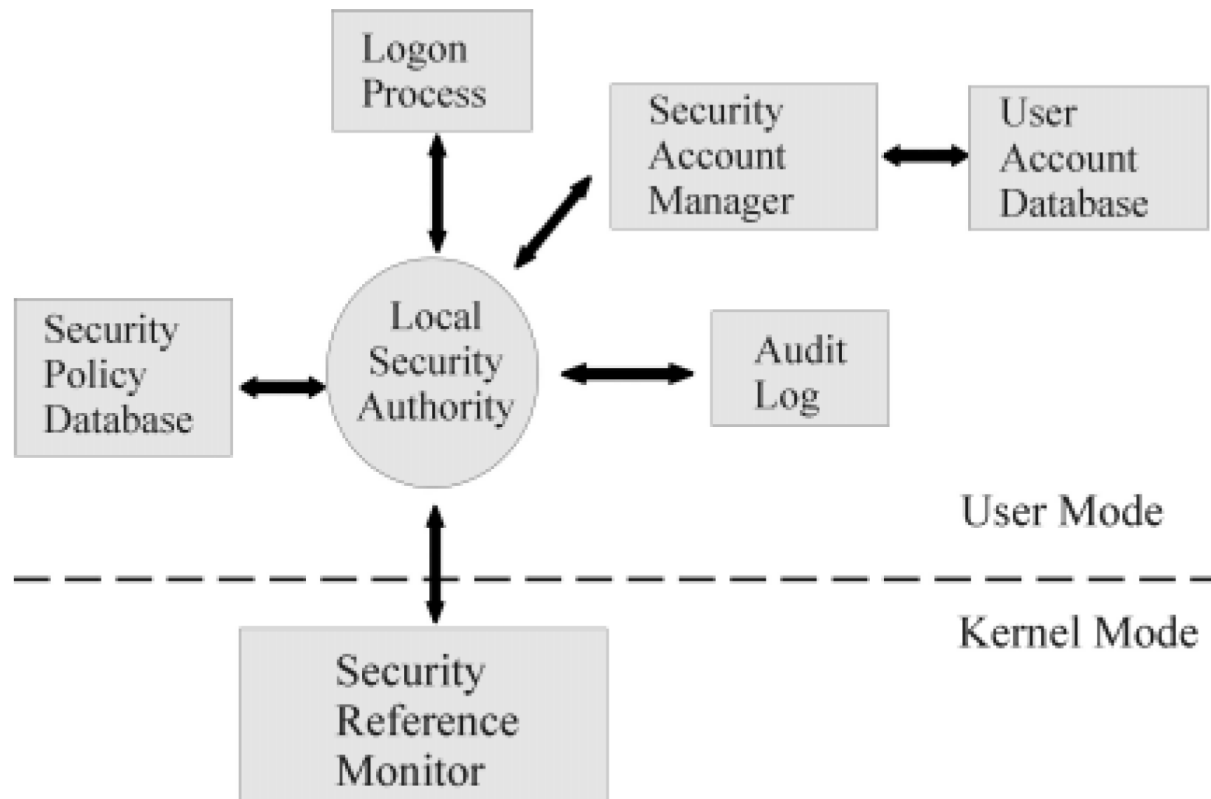 Logon
Process
Security
Account
Manager
User
Account
Database
Security
Policy
Database
Local
Security
Authority
Audit
Log
User Mode
Kernel Mode
Security
Reference
Monitor